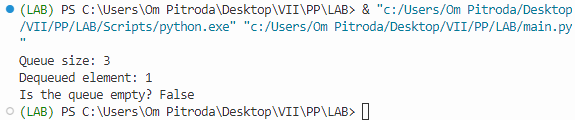 (LAB) PS C:\Users\Om Pitroda\Desktop\VII\PP\LAB> & "c:/Users/Om Pitroda/Desktop
/VII/PP/LAB/Scripts/python.exe" "c:/Users/Om Pitroda/Desktop/VII/PP/LAB/main.py
"
Queue size: 3
Dequeued element: 1
Is the queue empty? False
(LAB) PS C:\Users\Om Pitroda\Desktop\VII\PP\LAB>